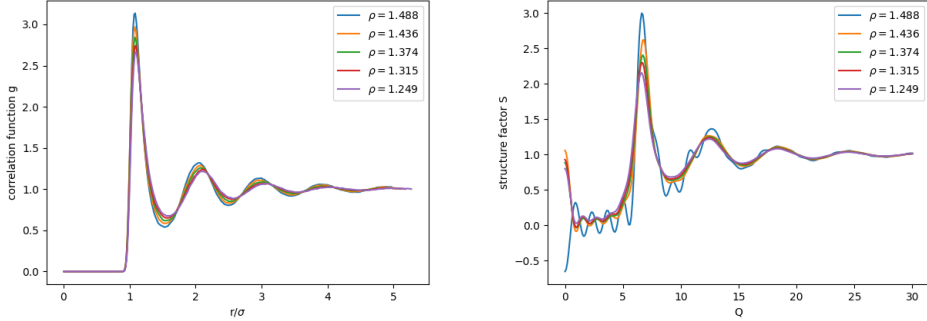 correlation function g
3.0
2.5
2.0
1.5
1.0
0.5
0.0
0
1
2
3
4
5
r/σ
ρ = 1.488
ρ = 1.436
ρ = 1.374
ρ = 1.315
ρ = 1.249
structure factor S
3.0
2.5
2.0
1.5
1.0
0.5
0.0
−0.5
0
5
10
15
20
25
30
Q
ρ = 1.488
ρ = 1.436
ρ = 1.374
ρ = 1.315
ρ = 1.249